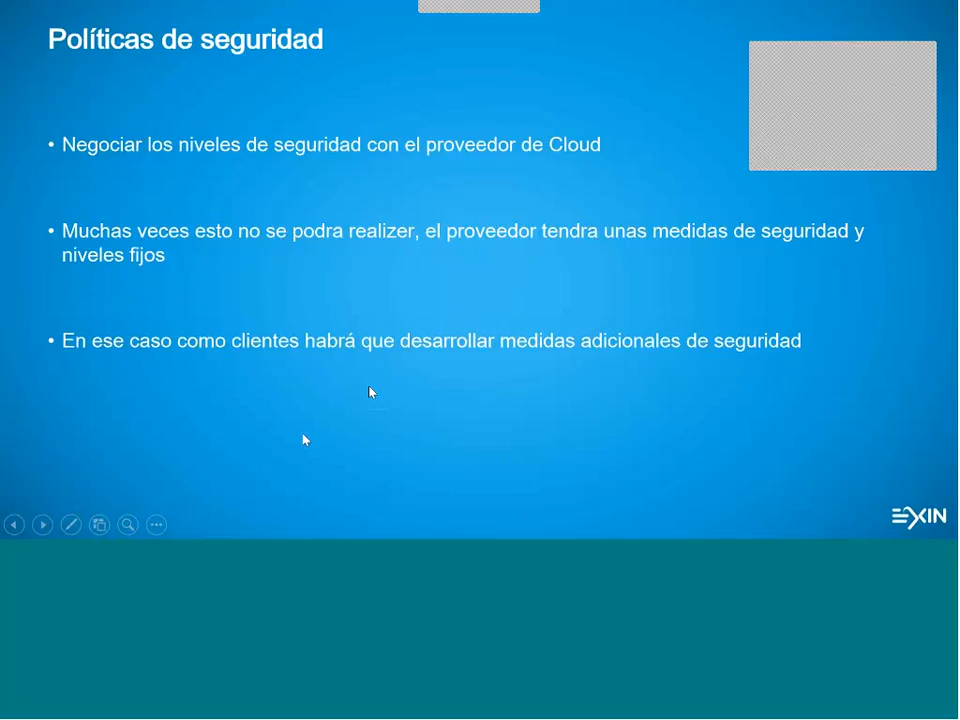 Políticas de seguridad
• Negociar los niveles de seguridad con el proveedor de Cloud
• Muchas veces esto no se podra realizer, el proveedor tendra unas medidas de seguridad y
niveles fijos
• En ese caso como clientes habrá que desarrollar medidas adicionales de seguridad
EXIN